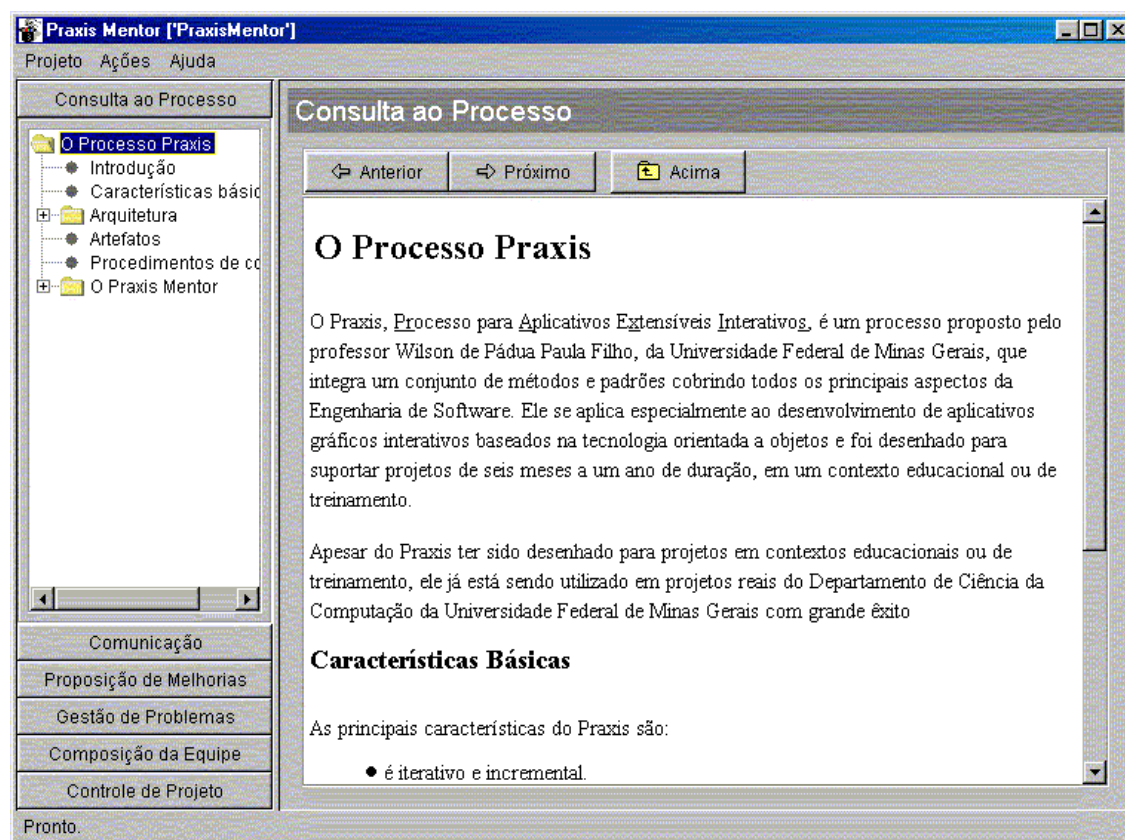 Praxis Mentor ['PraxisMentor']
Projeto Ações Ajuda
Consulta ao Processo
O Processo Praxis
Introdução
Características básic
Arquitetura
Artefatos
Procedimentos de co
O Praxis Mentor
Comunicação
Proposição de Melhorias
Gestão de Problemas
Composição da Equipe
Controle de Projeto
Consulta ao Processo
Anterior Próximo Acima
O Processo Praxis
O Praxis, Processo para Aplicativos Extensíveis Interativos, é um processo proposto pelo
professor Wilson de Pádua Paula Filho, da Universidade Federal de Minas Gerais, que
integra um conjunto de métodos e padrões cobrindo todos os principais aspectos da
Engenharia de Software. Ele se aplica especialmente ao desenvolvimento de aplicativos
gráficos interativos baseados na tecnologia orientada a objetos e foi desenhado para
suportar projetos de seis meses a um ano de duração, em um contexto educacional ou de
treinamento.
Apesar do Praxis ter sido desenhado para projetos em contextos educacionais ou de
treinamento, ele já está sendo utilizado em projetos reais do Departamento de Ciência da
Computação da Universidade Federal de Minas Gerais com grande êxito
Características Básicas
As principais características do Praxis são:
● é iterativo e incremental.
Pronto.